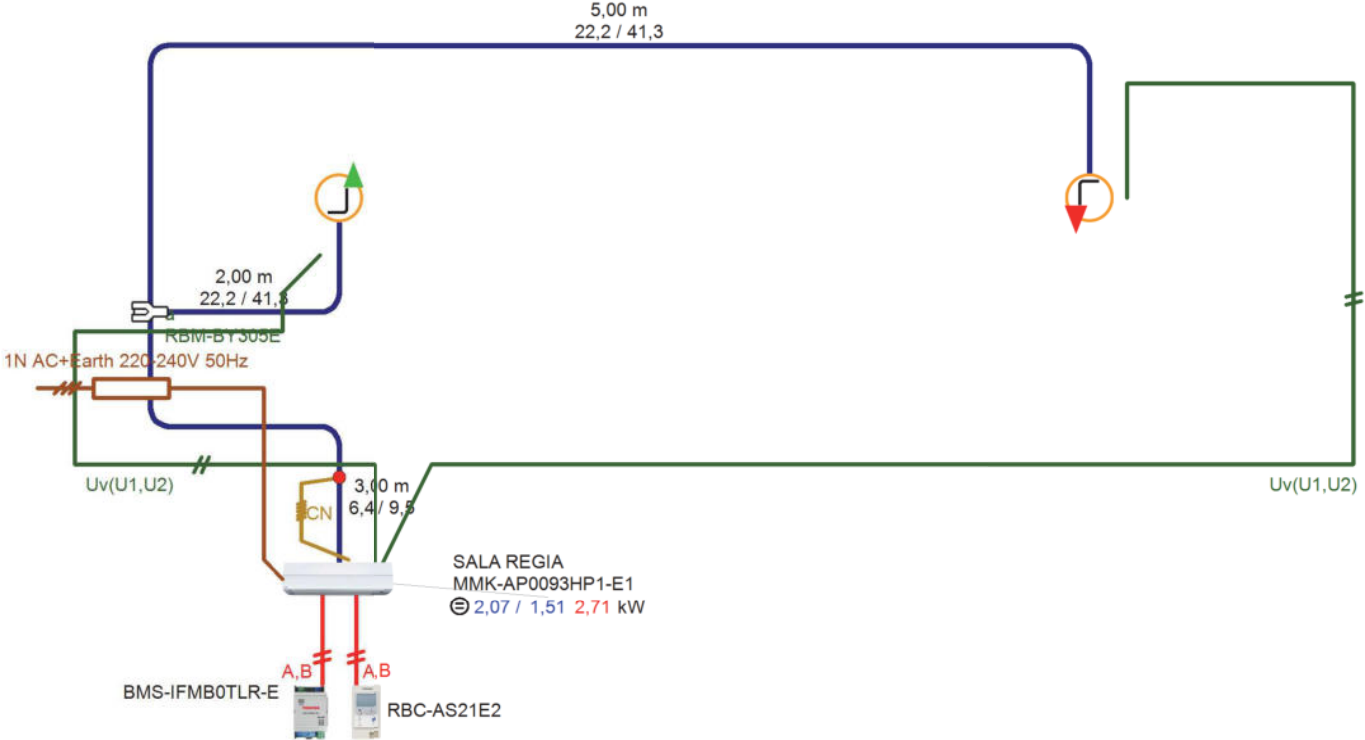 5,00 m
22,2 / 41,3
2,00 m
22,2 / 41,3
a
RBM-BY305E
1N AC+Earth 220-240V 50Hz
Uv(U1,U2)
Uv(U1,U2)
3,00 m
6,4 / 9,5
CN
SALA REGIA
MMK-AP0093HP1-E1
2,07 / 1,51 2,71 kW
A,B
A,B
BMS-IFMB0TLR-E
RBC-AS21E2